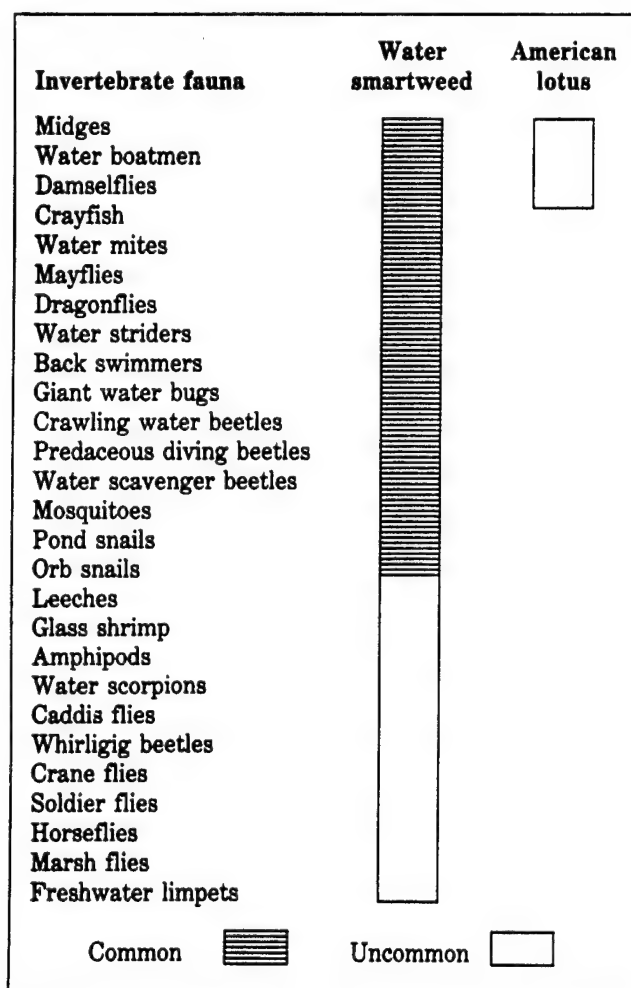 Water American
Invertebrate fauna smartweed lotus
Midges
Water boatmen
Damselflies
Crayfish
Water mites
Mayflies
Dragonflies
Water striders
Back swimmers
Giant water bugs
Crawling water beetles
Predaceous diving beetles
Water scavenger beetles
Mosquitoes
Pond snails
Orb snails
Leeches
Glass shrimp
Amphipods
Water scorpions
Caddis flies
Whirligig beetles
Crane flies
Soldier flies
Horseflies
Marsh flies
Freshwater limpets
Common Uncommon